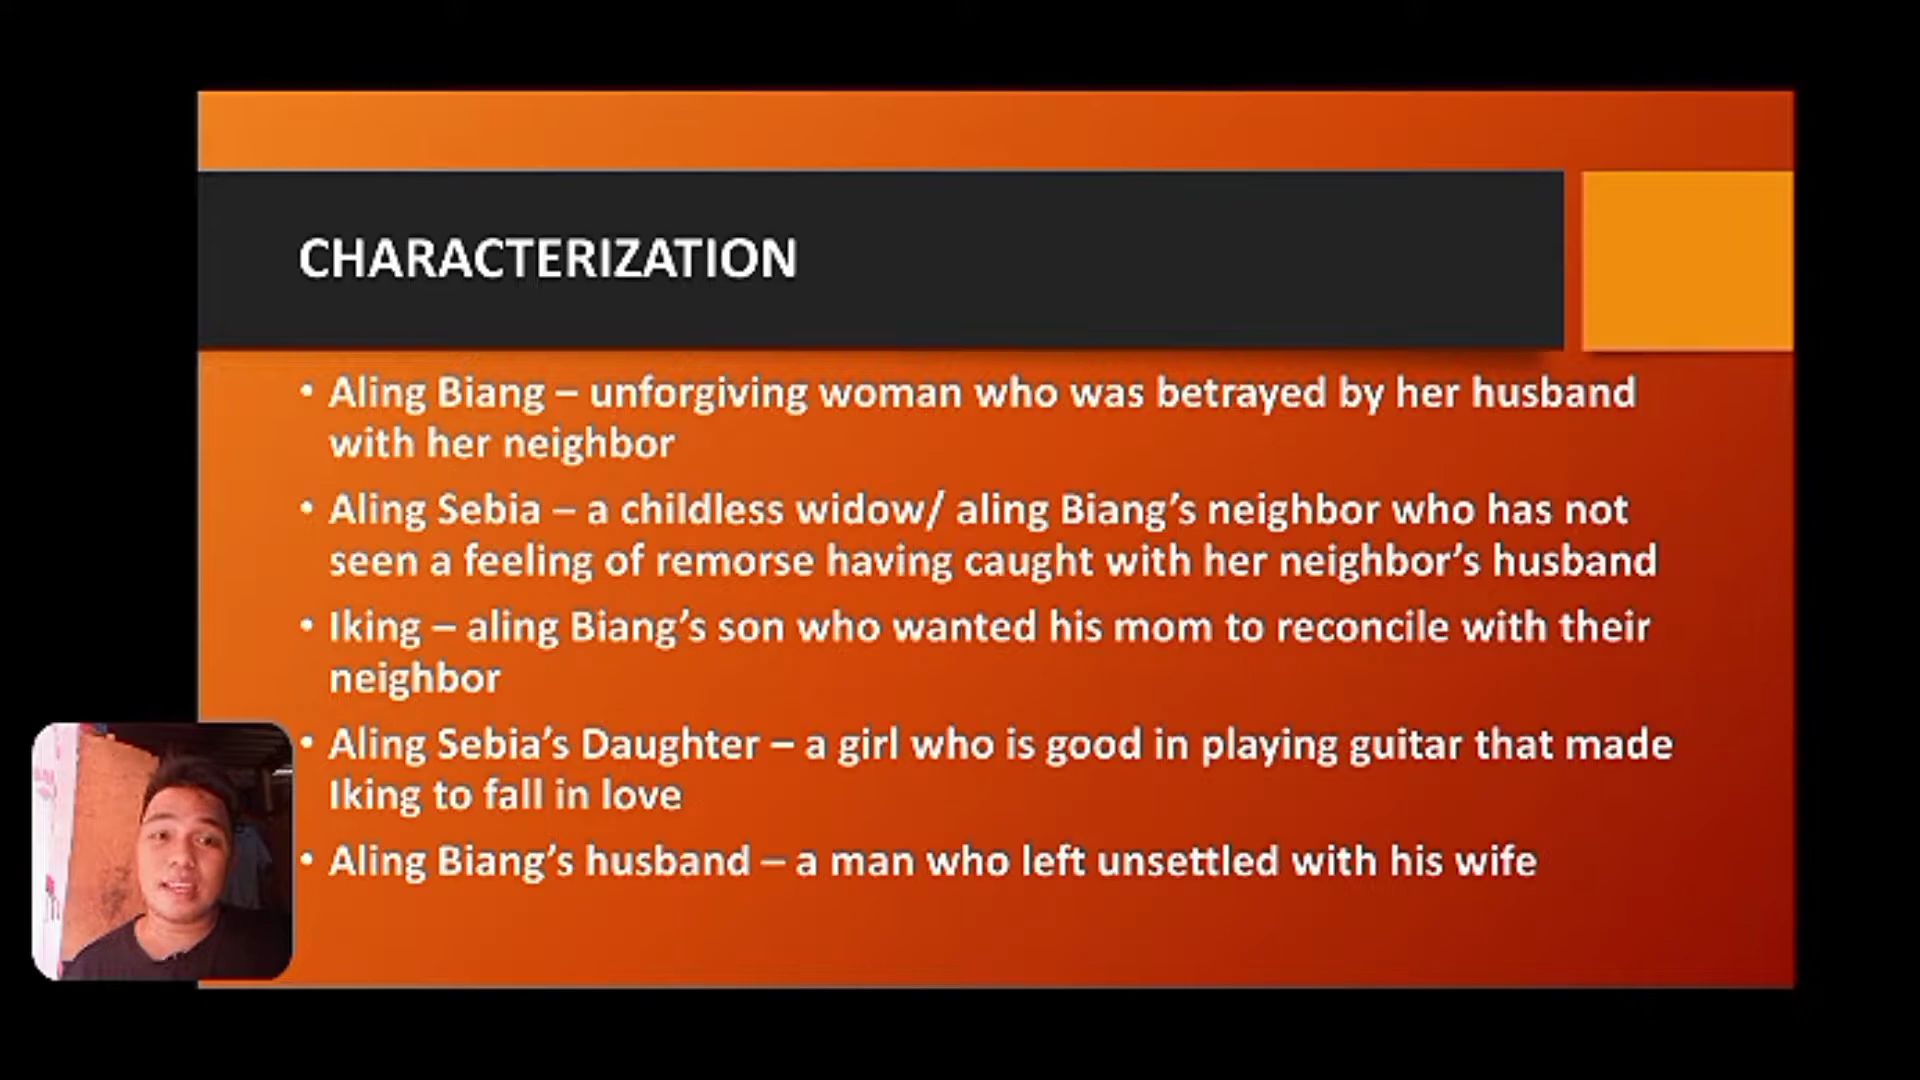 CHARACTERIZATION
• Aling Biang – unforgiving woman who was betrayed by her husband
with her neighbor
• Aling Sebia – a childless widow/ aling Biang’s neighbor who has not
seen a feeling of remorse having caught with her neighbor’s husband
• Iking – aling Biang’s son who wanted his mom to reconcile with their
neighbor
• Aling Sebia’s Daughter – a girl who is good in playing guitar that made
Iking to fall in love
• Aling Biang’s husband – a man who left unsettled with his wife